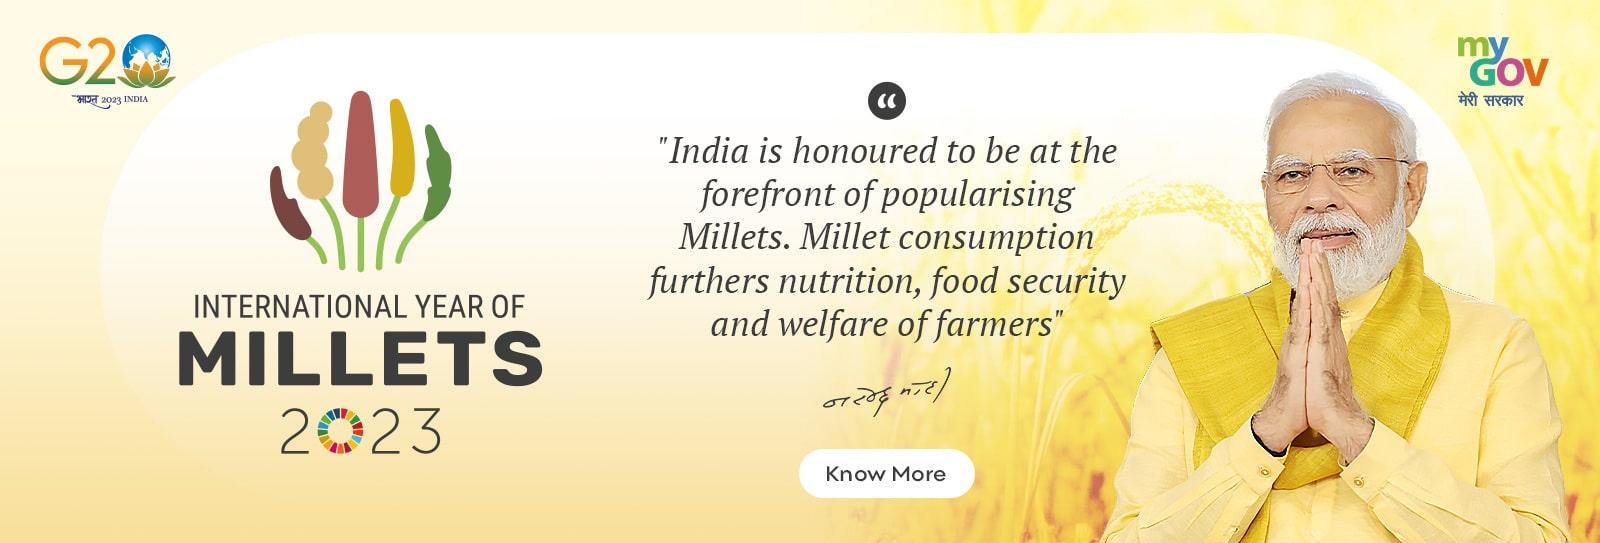 G20
भारत 2023 INDIA
INTERNATIONAL YEAR OF
MILLETS
2023
"India is honoured to be at the
forefront of popularising
Millets. Millet consumption
furthers nutrition, food security
and welfare of farmers"
नरेन्द्र मोदी
Know More
my
GOV
मेरी सरकार